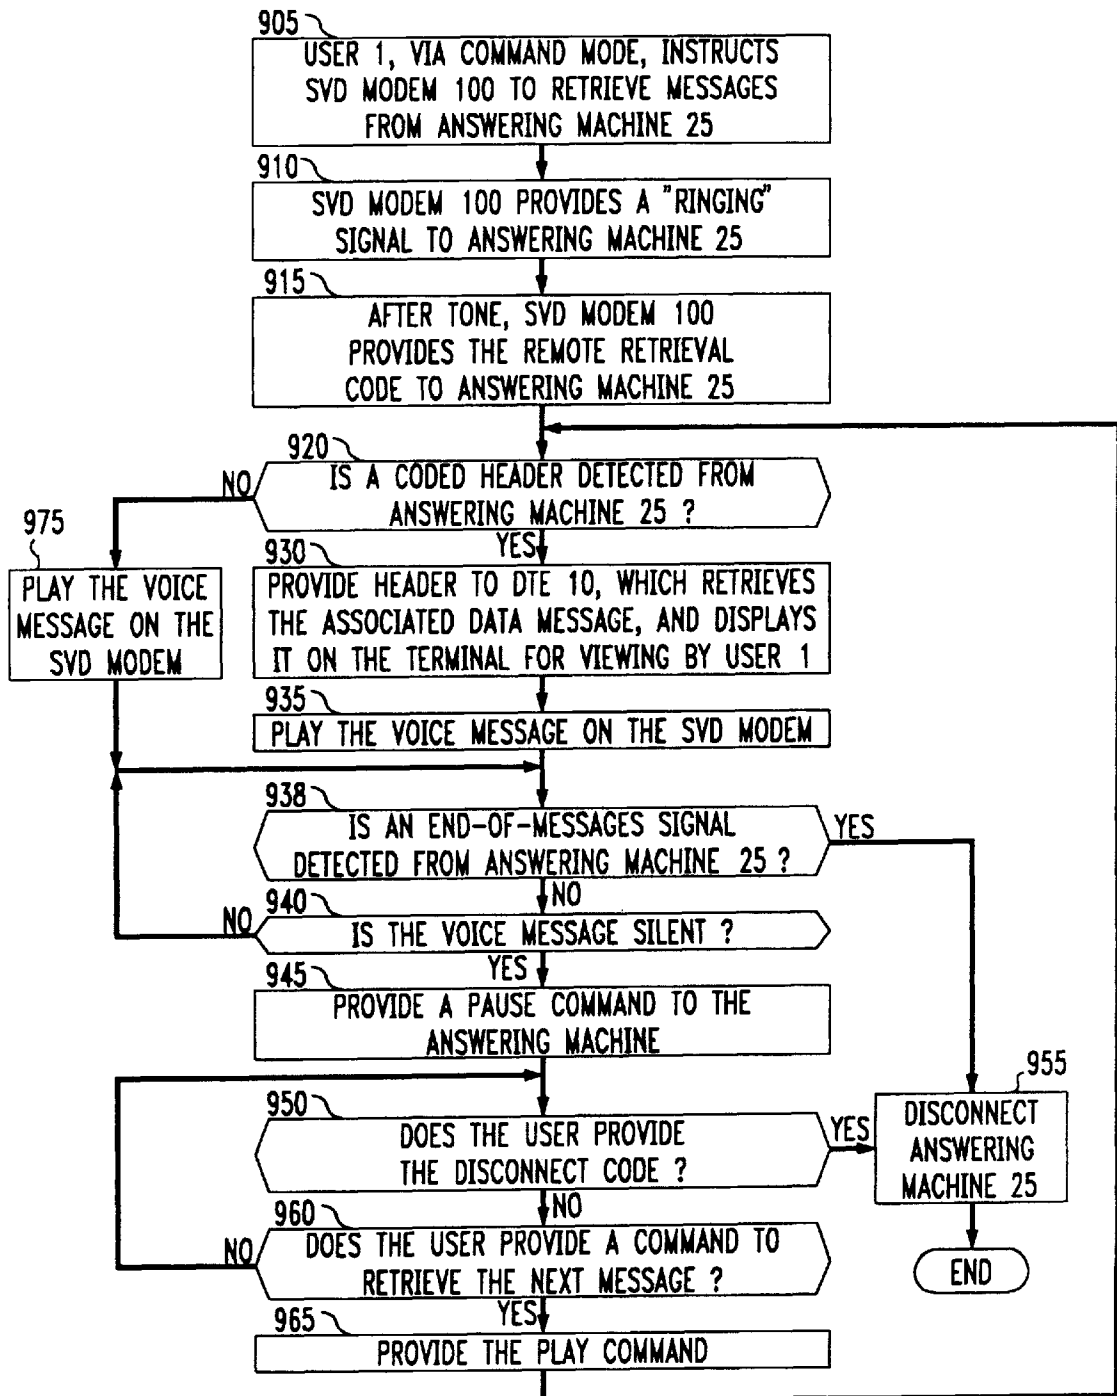 905
USER 1, VIA COMMAND MODE, INSTRUCTS
SVD MODEM 100 TO RETRIEVE MESSAGES
FROM ANSWERING MACHINE 25
910
SVD MODEM 100 PROVIDES A "RINGING"
SIGNAL TO ANSWERING MACHINE 25
915
AFTER TONE, SVD MODEM 100
PROVIDES THE REMOTE RETRIEVAL
CODE TO ANSWERING MACHINE 25
920
IS A CODED HEADER DETECTED FROM
ANSWERING MACHINE 25 ?
NO
YES
975
PLAY THE VOICE
MESSAGE ON THE
SVD MODEM
930
PROVIDE HEADER TO DTE 10, WHICH RETRIEVES
THE ASSOCIATED DATA MESSAGE, AND DISPLAYS
IT ON THE TERMINAL FOR VIEWING BY USER 1
935
PLAY THE VOICE MESSAGE ON THE SVD MODEM
938
IS AN END-OF-MESSAGES SIGNAL
DETECTED FROM ANSWERING MACHINE 25 ?
YES
NO
940
IS THE VOICE MESSAGE SILENT ?
NO
YES
945
PROVIDE A PAUSE COMMAND TO THE
ANSWERING MACHINE
950
DOES THE USER PROVIDE
THE DISCONNECT CODE ?
YES
NO
955
DISCONNECT
ANSWERING
MACHINE 25
END
960
DOES THE USER PROVIDE A COMMAND TO
RETRIEVE THE NEXT MESSAGE ?
NO
YES
965
PROVIDE THE PLAY COMMAND